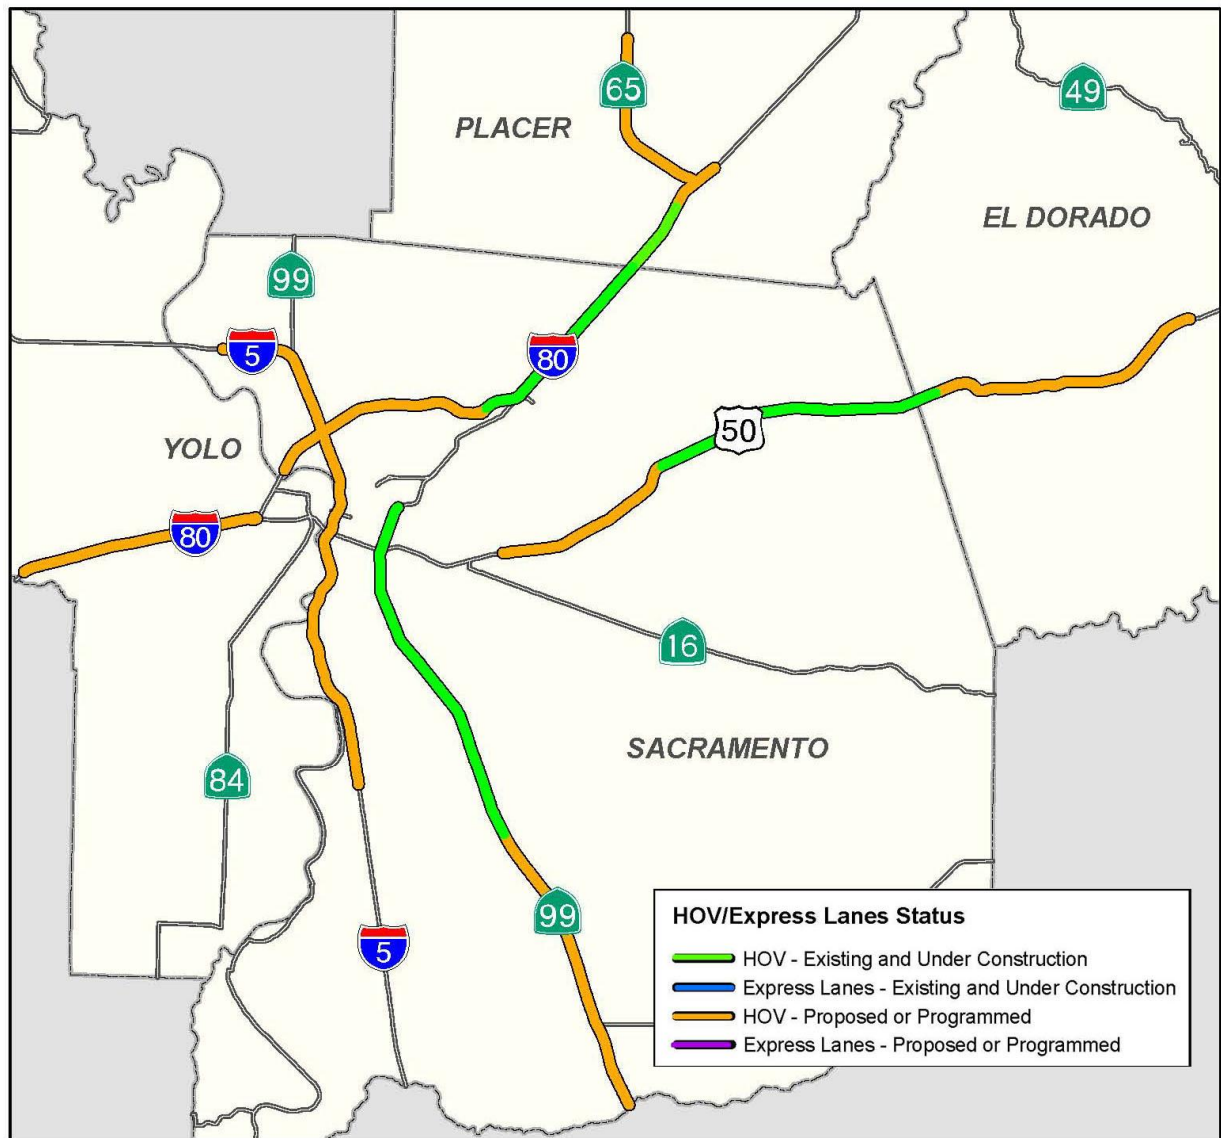 65
49
PLACER
EL DORADO
99
5
80
50
YOLO
80
16
SACRAMENTO
84
99
5
HOV/Express Lanes Status
HOV - Existing and Under Construction
Express Lanes - Existing and Under Construction
HOV - Proposed or Programmed
Express Lanes - Proposed or Programmed